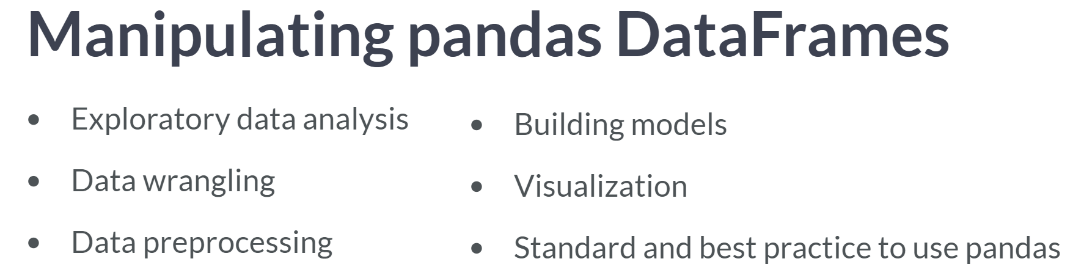 Manipulating pandas DataFrames
• Exploratory data analysis
• Data wrangling
• Data preprocessing
• Building models
• Visualization
• Standard and best practice to use pandas